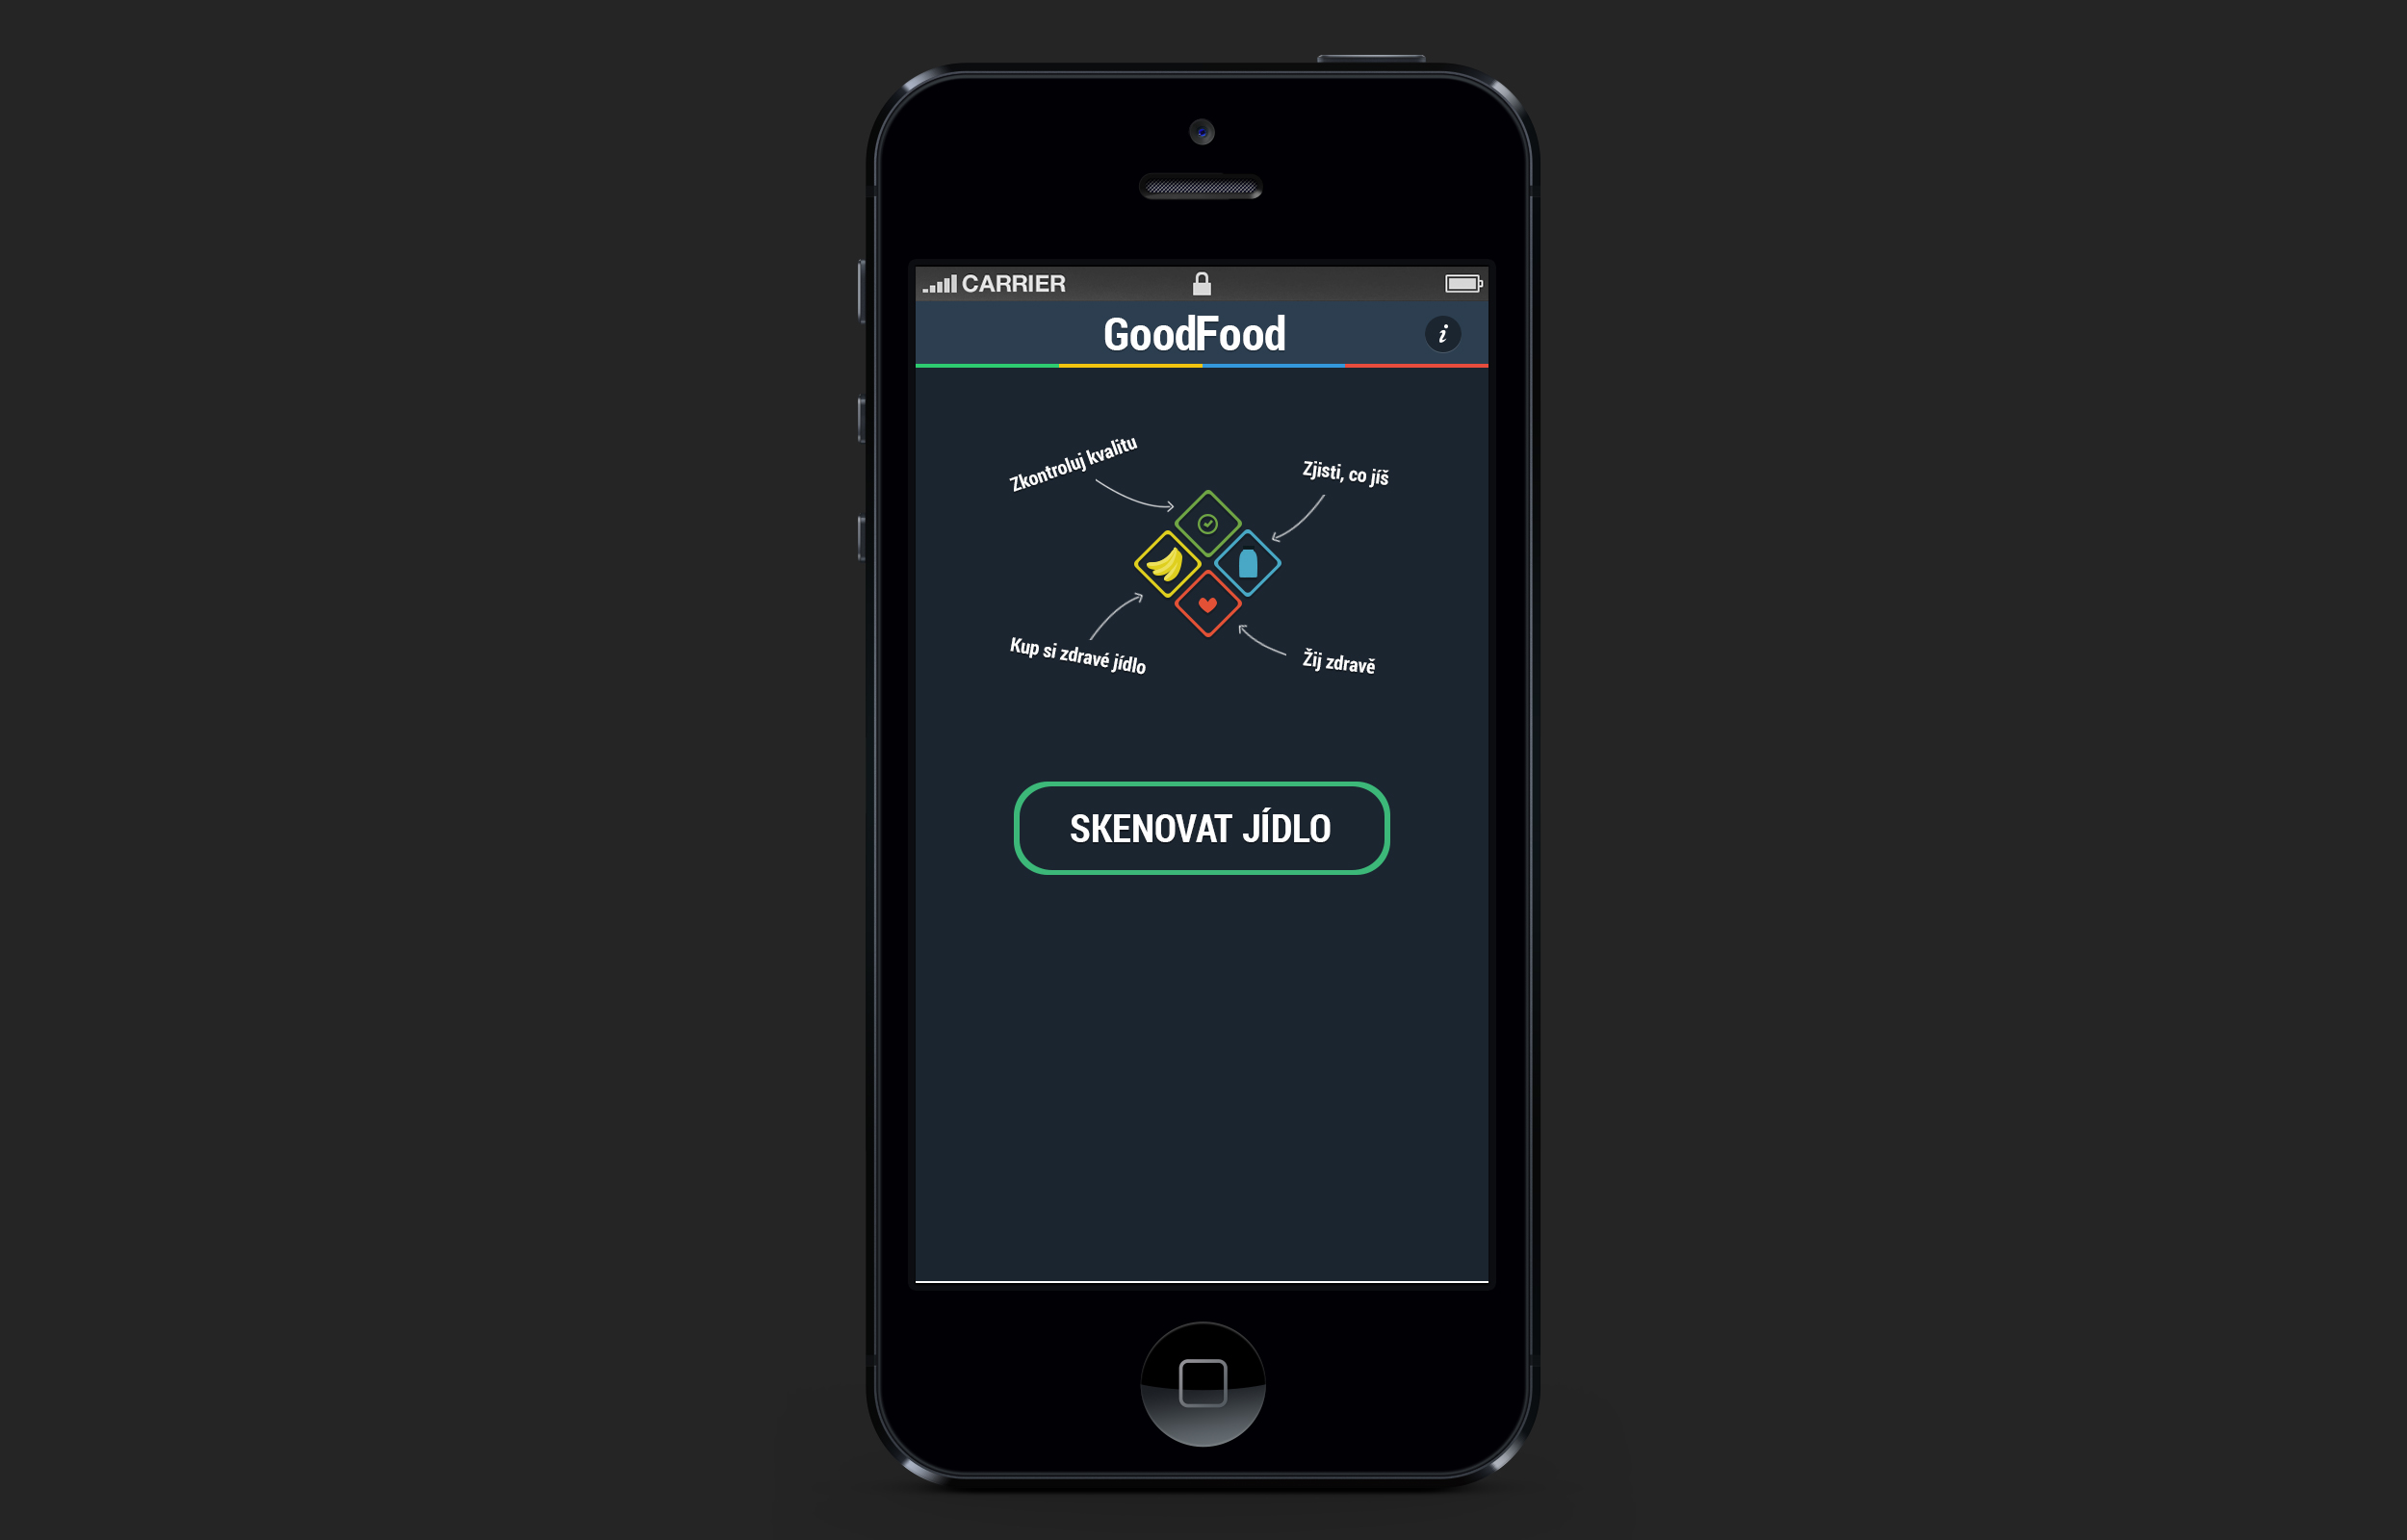 CARRIER
GoodFood
i
Zkontroluj kvalitu
Zjisti, co jíš
Kup si zdravé jídlo
Žij zdravě
SKENOVAT JÍDLO